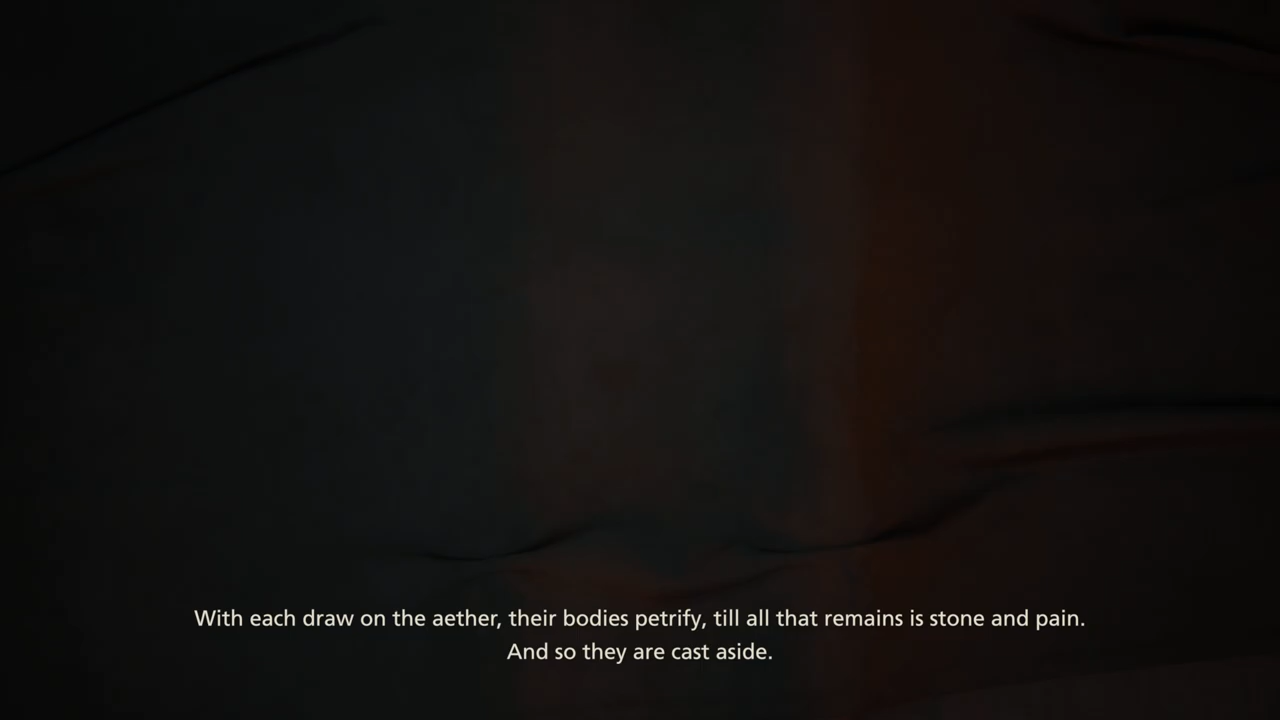 With each draw on the aether, their bodies petrify, till all that remains is stone and pain.
And so they are cast aside.